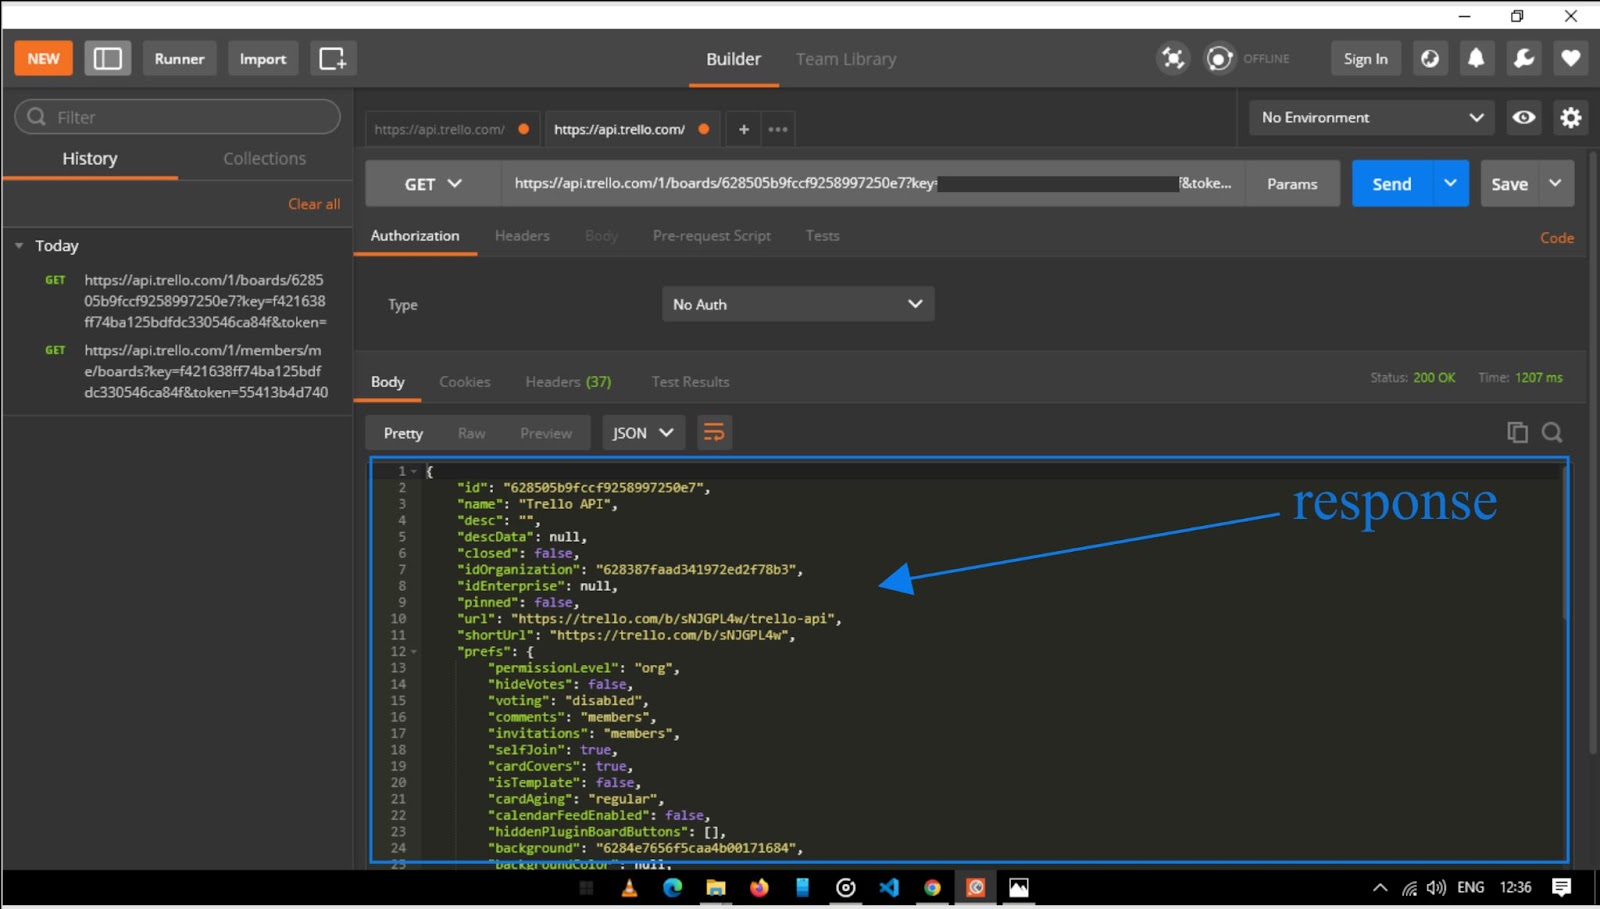 NEW
Runner
Import
Builder
Team Library
OFFLINE
Sign In
Filter
History
Collections
Clear all
Today
GET https://api.trello.com/1/boards/6285
05b9fccf9258997250e7?key=f421638
ff74ba125bdfdc330546ca84f&token=
GET https://api.trello.com/1/members/m
e/boards?key=f421638ff74ba125bdf
dc330546ca84f&token=55413b4d740
https://api.trello.com/
https://api.trello.com/
No Environment
GET
https://api.trello.com/1/boards/628505b9fccf9258997250e7?key= f&toke...
Params
Send
Save
Authorization
Headers
Body
Pre-request Script
Tests
Code
Type
No Auth
Body
Cookies
Headers (37)
Test Results
Status: 200 OK
Time: 1207 ms
Pretty
Raw
Preview
JSON
response
1 {
2 "id": "628505b9fccf9258997250e7",
3 "name": "Trello API",
4 "desc": "",
5 "descData": null,
6 "closed": false,
7 "idOrganization": "628387faad341972ed2f78b3",
8 "idEnterprise": null,
9 "pinned": false,
10 "url": "https://trello.com/b/sNJGPL4w/trello-api",
11 "shortUrl": "https://trello.com/b/sNJGPL4w",
12 "prefs": {
13 "permissionLevel": "org",
14 "hideVotes": false,
15 "voting": "disabled",
16 "comments": "members",
17 "invitations": "members",
18 "selfJoin": true,
19 "cardCovers": true,
20 "isTemplate": false,
21 "cardAging": "regular",
22 "calendarFeedEnabled": false,
23 "hiddenPluginBoardButtons": [],
24 "background": "6284e7656f5caa4b00171684",
25 "backgroundColor": null,
ENG
12:36